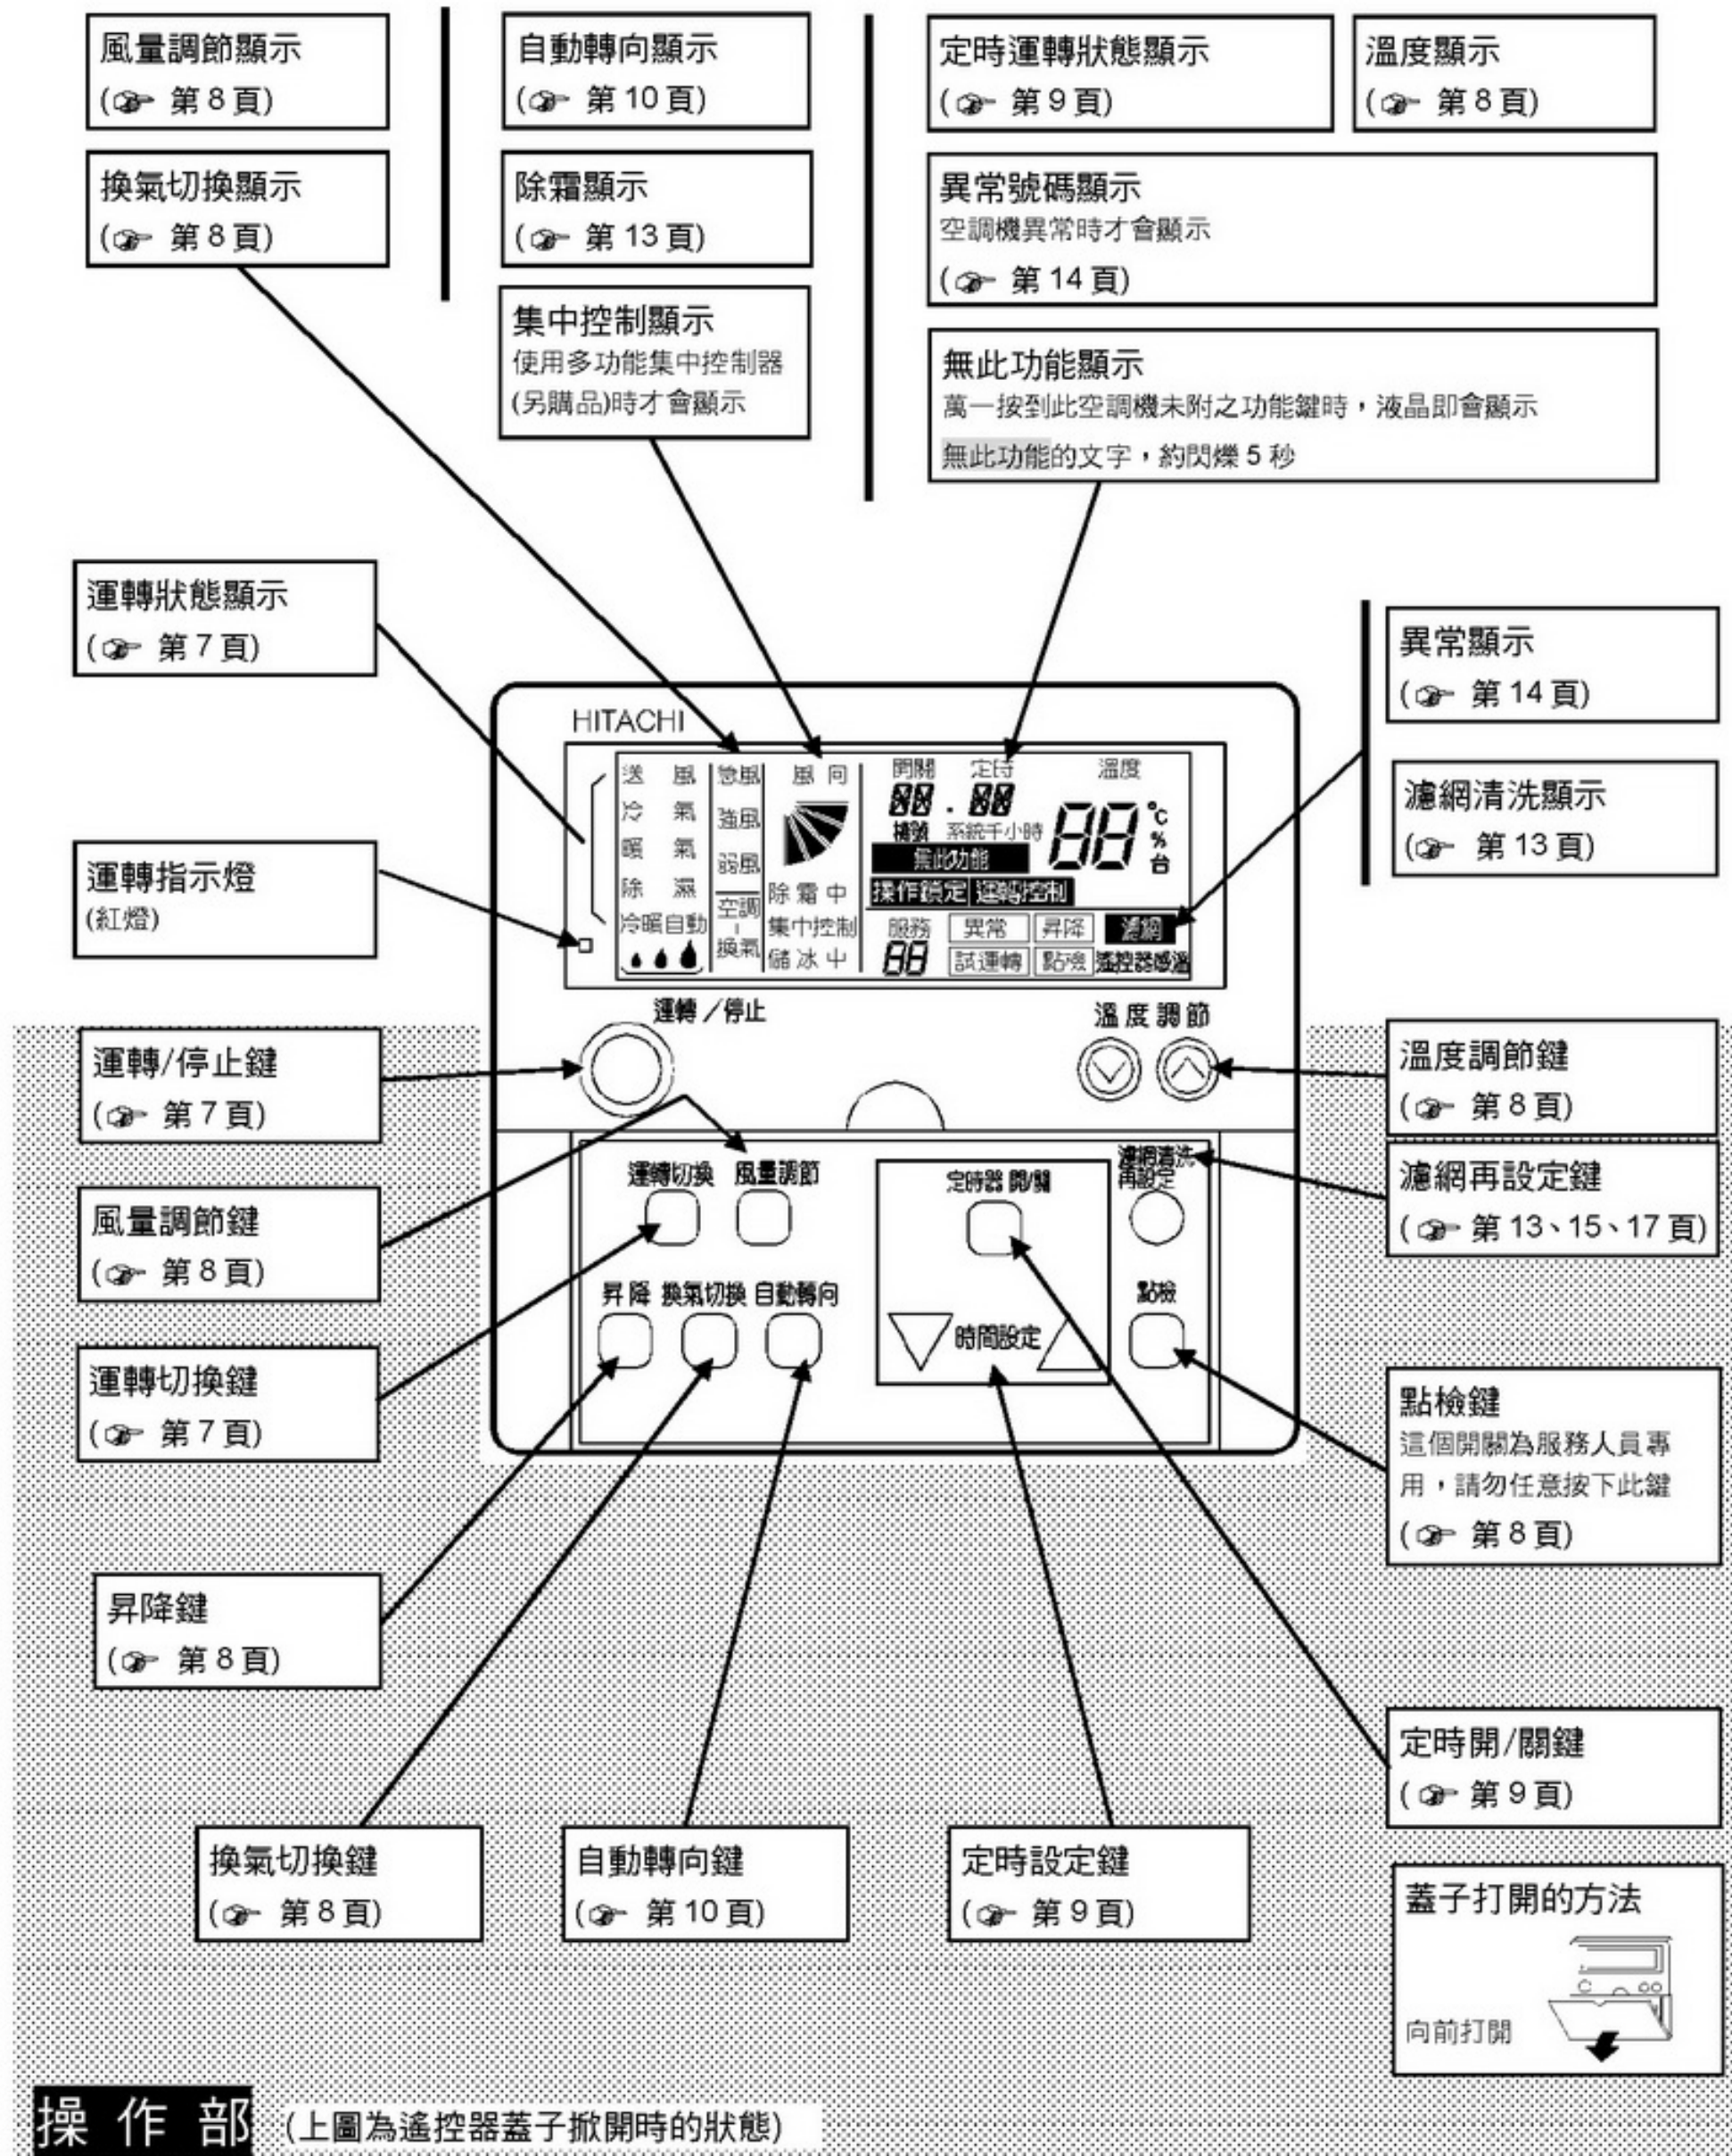 風量調節顯示
(☞ 第 8 頁)
換氣切換顯示
(☞ 第 8 頁)
自動轉向顯示
(☞ 第 10 頁)
除霜顯示
(☞ 第 13 頁)
集中控制顯示
使用多功能集中控制器
(另購品)時才會顯示
定時運轉狀態顯示
(☞ 第 9 頁)
溫度顯示
(☞ 第 8 頁)
異常號碼顯示
空調機異常時才會顯示
(☞ 第 14 頁)
無此功能顯示
萬一按到此空調機未附之功能鍵時，液晶即會顯示
無此功能的文字，約閃爍 5 秒
運轉狀態顯示
(☞ 第 7 頁)
運轉指示燈
(紅燈)
異常顯示
(☞ 第 14 頁)
濾網清洗顯示
(☞ 第 13 頁)
HITACHI
送 風
冷 氣
暖 氣
除 濕
冷暖自動
急風
強風
弱風
空調
換氣
風 向
除 霜 中
集中控制
儲 冰 中
開關 定時 溫度
88 . 88
88
°C
%
台
機號 系統千小時
無此功能
操作鎖定 運轉控制
服務 異常 昇降 濾網
88 試運轉 點檢 遙控器感溫
運轉／停止
溫度調節
運轉切換 風量調節
昇降 換氣切換 自動轉向
定時器 開/關
時間設定
濾網清洗
再設定
點檢
運轉/停止鍵
(☞ 第 7 頁)
風量調節鍵
(☞ 第 8 頁)
運轉切換鍵
(☞ 第 7 頁)
昇降鍵
(☞ 第 8 頁)
溫度調節鍵
(☞ 第 8 頁)
濾網再設定鍵
(☞ 第 13、15、17 頁)
點檢鍵
這個開關為服務人員專
用，請勿任意按下此鍵
(☞ 第 8 頁)
定時開/關鍵
(☞ 第 9 頁)
換氣切換鍵
(☞ 第 8 頁)
自動轉向鍵
(☞ 第 10 頁)
定時設定鍵
(☞ 第 9 頁)
蓋子打開的方法
向前打開
操作部 (上圖為遙控器蓋子掀開時的狀態)